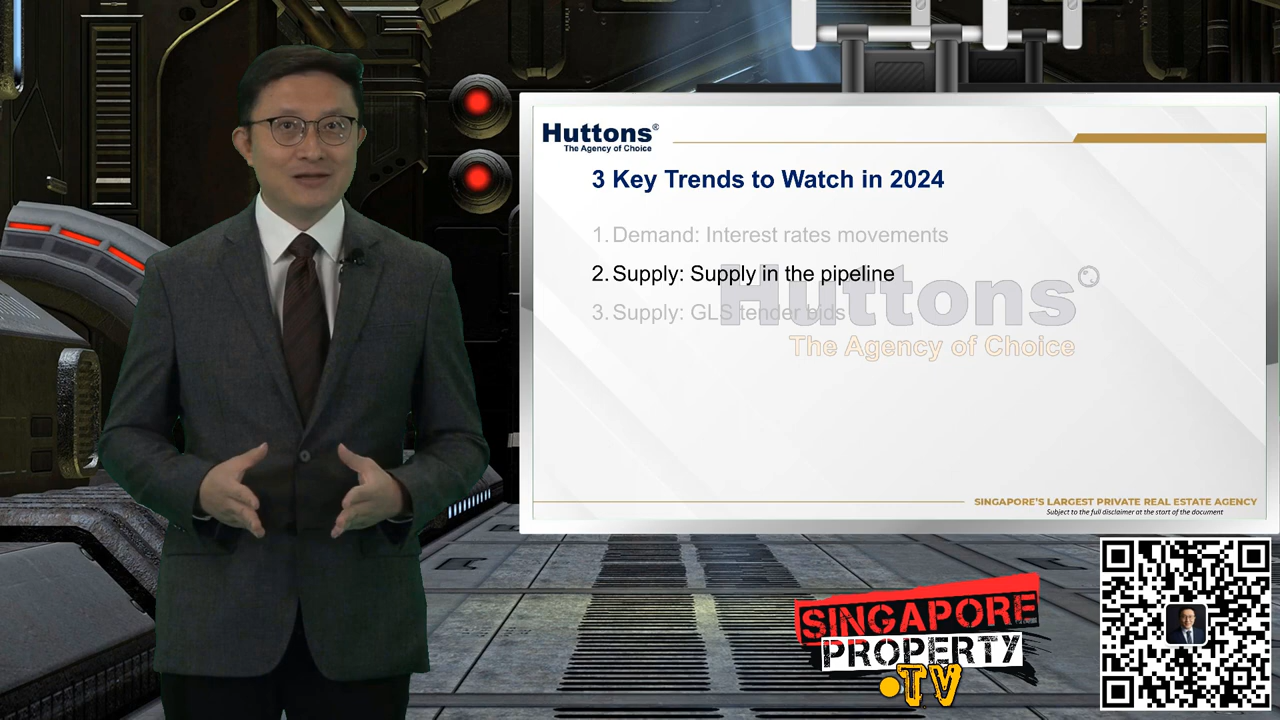 Huttons®
The Agency of Choice
3 Key Trends to Watch in 2024
1. Demand: Interest rates movements
2. Supply: Supply in the pipeline
3. Supply: GLS tender bids
Huttons®
The Agency of Choice
SINGAPORE'S LARGEST PRIVATE REAL ESTATE AGENCY
Subject to the full disclaimer at the start of the document
SINGAPORE
PROPERTY
.TV